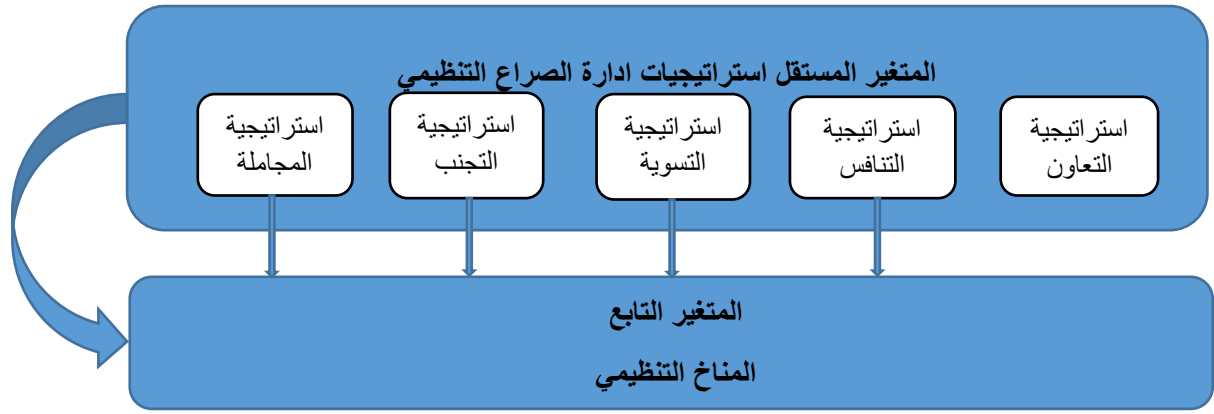 المتغير المستقل استراتيجيات ادارة الصراع التنظيمي
استراتيجية
التعاون
استراتيجية
التنافس
استراتيجية
التسوية
استراتيجية
التجنب
استراتيجية
المجاملة
المتغير التابع
المناخ التنظيمي